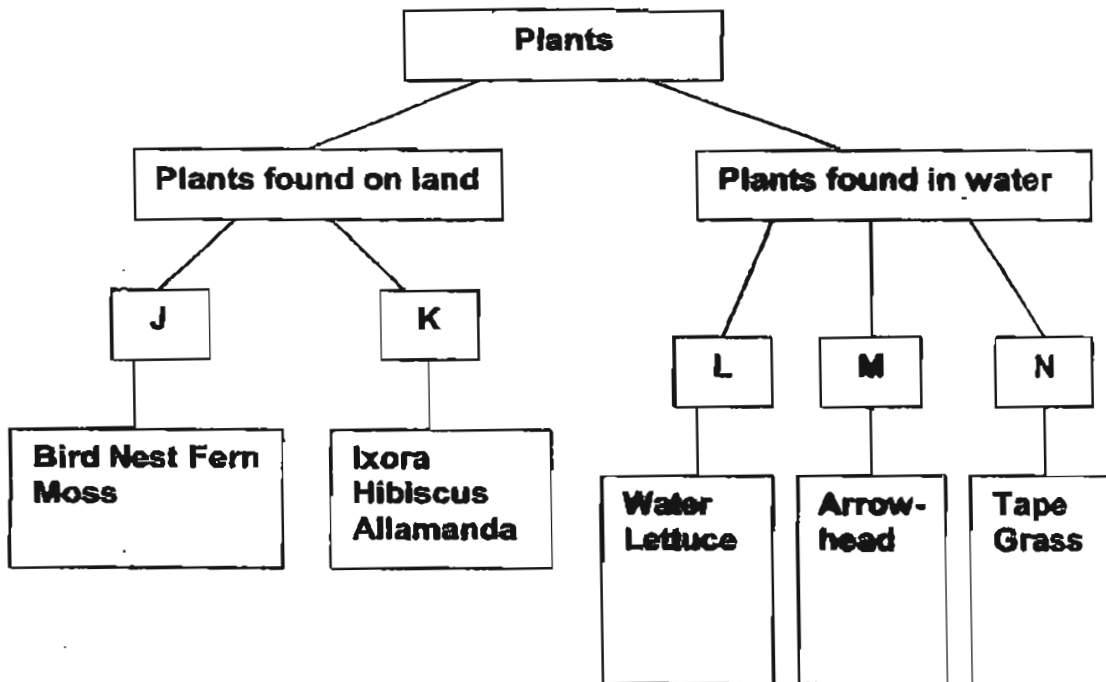 Plants
Plants found on land
Plants found in water
J
K
L
M
N
Bird Nest Fern
Moss
Ixora
Hibiscus
Allamanda
Water
Lettuce
Arrow-
head
Tape
Grass